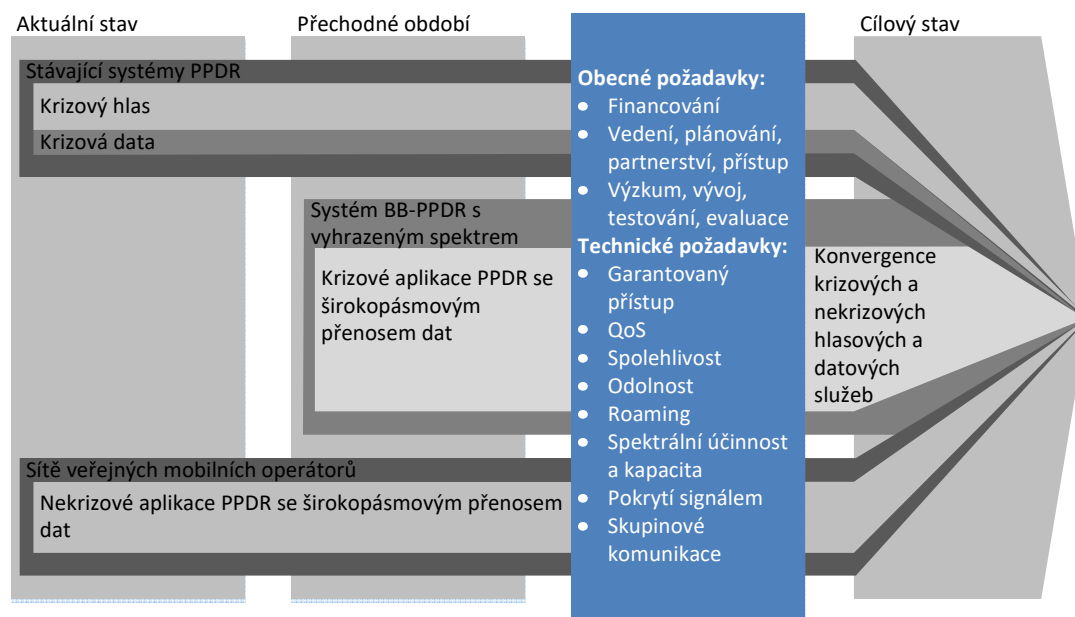 Aktuální stav
Přechodné období
Cílový stav
Stávající systémy PPDR
Krizový hlas
Krizová data
Systém BB-PPDR s
vyhrazeným spektrem
Krizové aplikace PPDR se
širokopásmovým
přenosem dat
Sítě veřejných mobilních operátorů
Nekrizové aplikace PPDR se širokopásmovým přenosem
dat
Obecné požadavky:
• Financování
• Vedení, plánování,
partnerství, přístup
• Výzkum, vývoj,
testování, evaluace
Technické požadavky:
• Garantovaný
přístup
• QoS
• Spolehlivost
• Odolnost
• Roaming
• Spektrální účinnost
a kapacita
• Pokrytí signálem
• Skupinové
komunikace
Konvergence
krizových a
nekrizových
hlasových a
datových
služeb